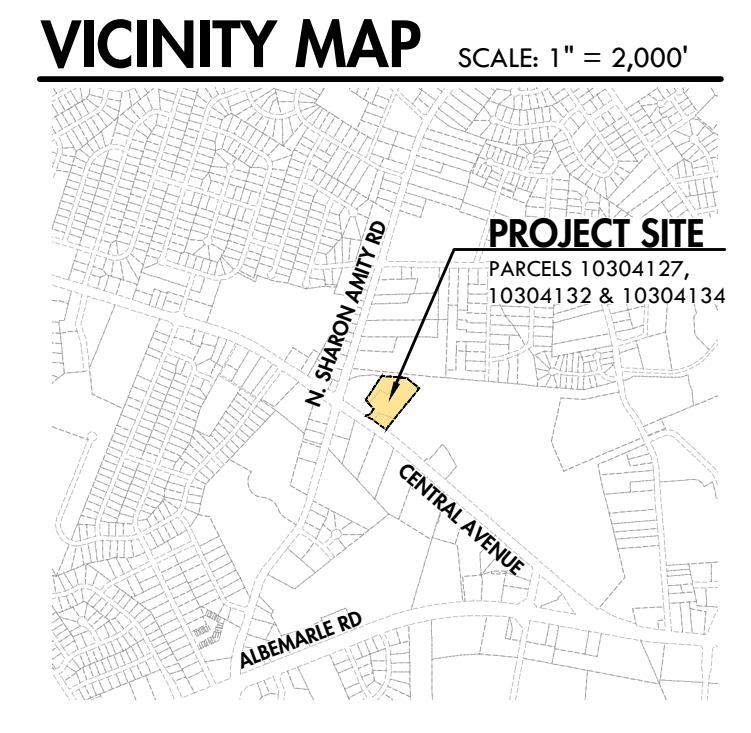 VICINITY MAP SCALE: 1" = 2,000'
N. SHARON AMITY RD
PROJECT SITE
PARCELS 10304127,
10304132 & 10304134
CENTRAL AVENUE
ALBEMARLE RD